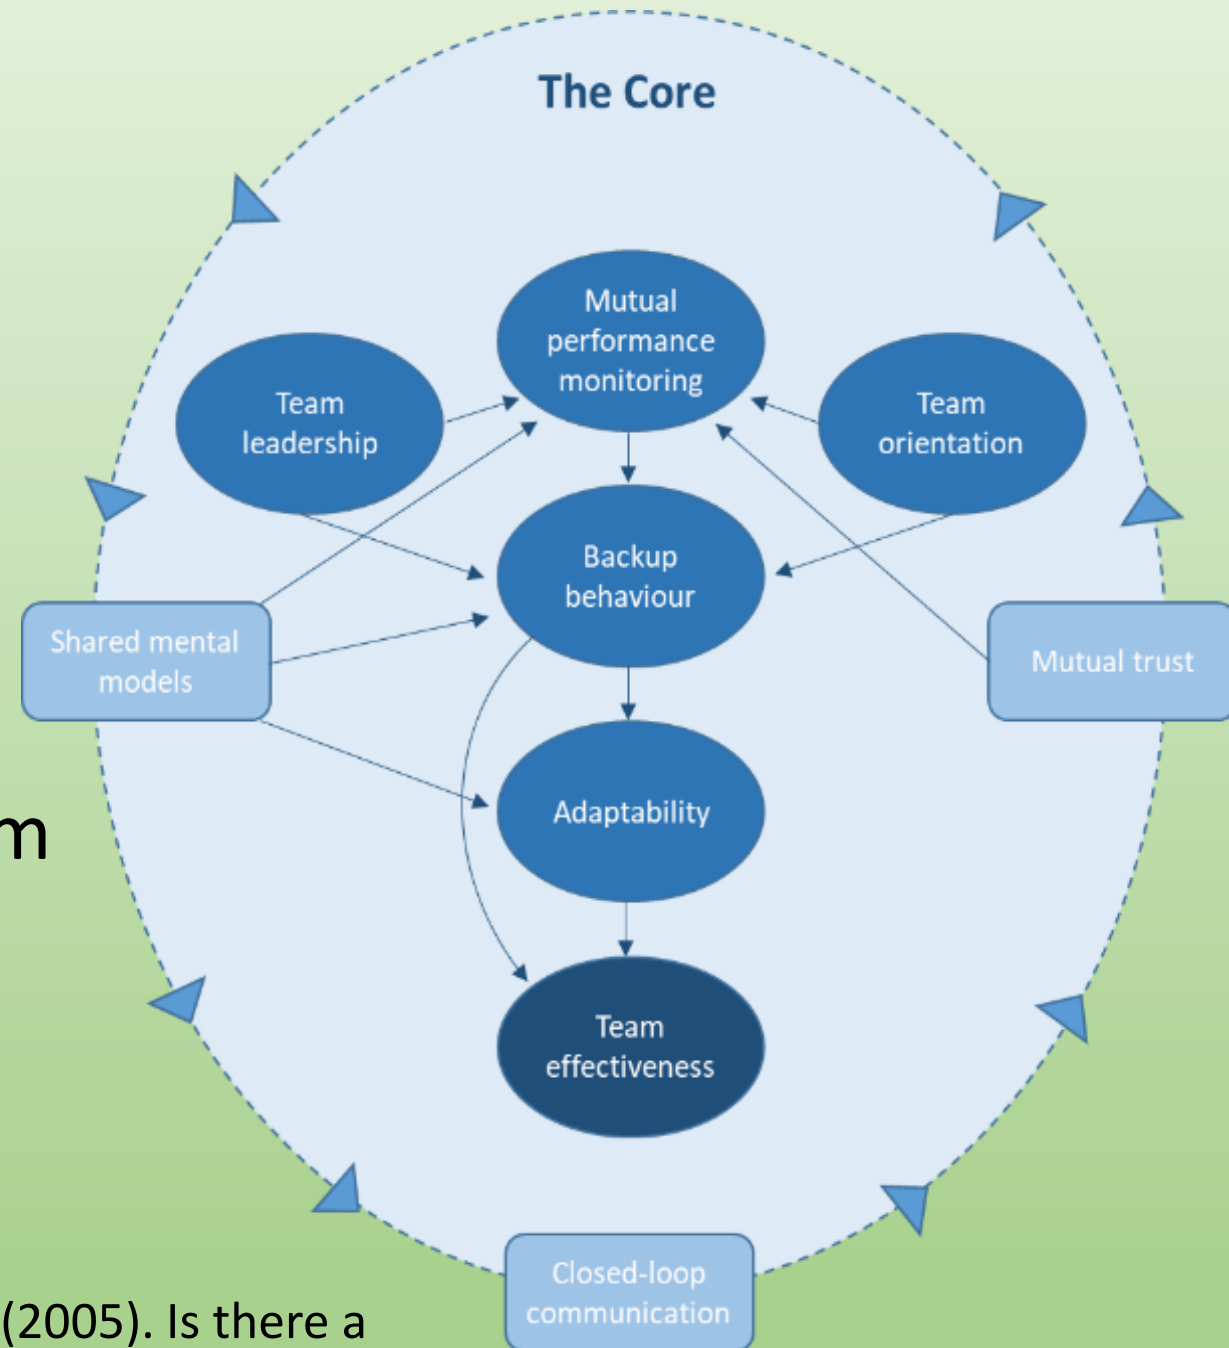 The Core
Mutual
performance
monitoring
Team
leadership
Team
orientation
Backup
behaviour
Shared mental
models
Mutual trust
m
Adaptability
Team
effectiveness
Closed-loop
communication
(2005). Is there a